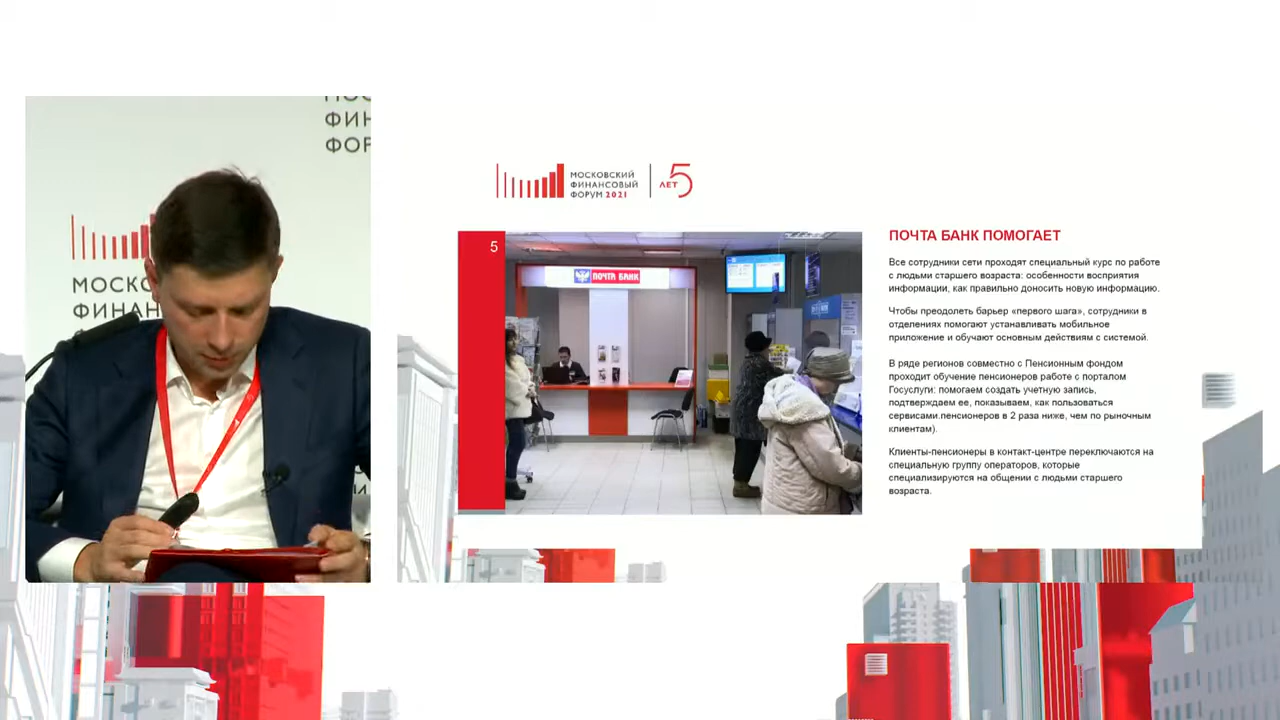 ФИН
ФОР
МОСК
ФИНАН
МОСКОВСКИЙ
ФИНАНСОВЫЙ
ФОРУМ 2021
ЛЕТ 5
5
ПОЧТА БАНК
ПОЧТА БАНК ПОМОГАЕТ
Все сотрудники сети проходят специальный курс по работе
с людьми старшего возраста: особенности восприятия
информации, как правильно доносить новую информацию.
Чтобы преодолеть барьер «первого шага», сотрудники в
отделениях помогают устанавливать мобильное
приложение и обучают основным действиям с системой.
В ряде регионов совместно с Пенсионным фондом
проходит обучение пенсионеров работе с порталом
Госуслуги: помогаем создать учетную запись,
подтверждаем ее, показываем, как пользоваться
сервисами.пенсионеров в 2 раза ниже, чем по рыночным
клиентам).
Клиенты-пенсионеры в контакт-центре переключаются на
специальную группу операторов, которые
специализируются на общении с людьми старшего
возраста.